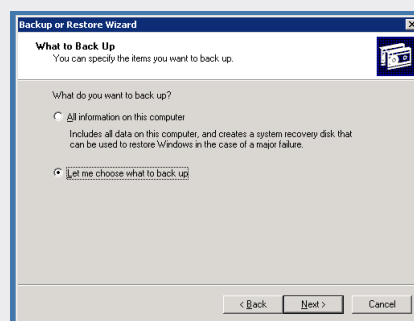 Backup or Restore Wizard
What to Back Up
You can specify the items you want to back up.
What do you want to back up?
All information on this computer
Includes all data on this computer, and creates a system recovery disk that
can be used to restore Windows in the case of a major failure.
Let me choose what to back up
< Back Next > Cancel